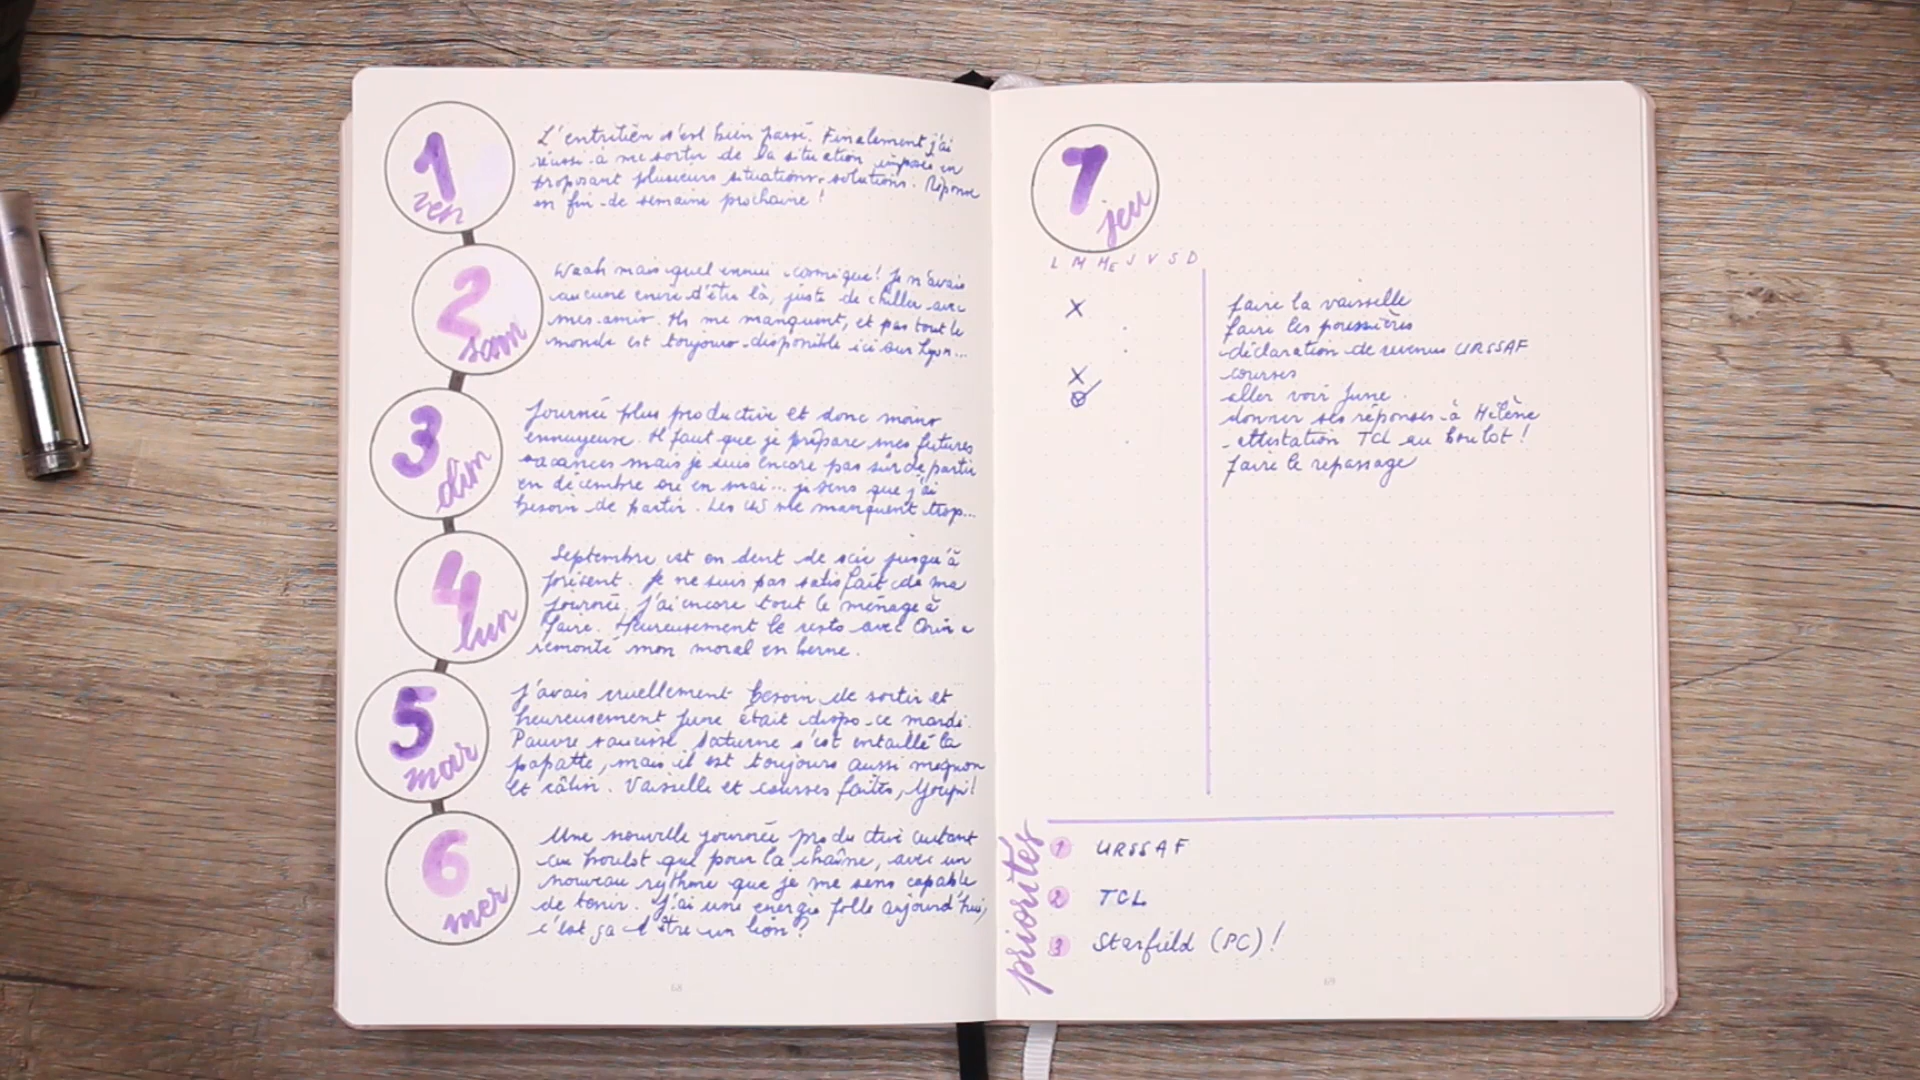 1
ven
L'entretien s'est bien passé. Finalement j'ai
réussi à me sortir de la situation imposée en
proposant plusieurs situations-solutions. Réponse
en fin de semaine prochaine !
2
sam
Waah mais quel ennui cosmique! Je n'avais
aucune envie d'être là, juste de chiller avec
mes amis. Ils me manquent, et pas tout le
monde est toujours disponible ici sur Lyon...
3
dim
Journée plus productive et donc moins
ennuyeuse. Il faut que je prépare mes futures
vacances mais je suis encore pas sûr de partir
en décembre ou en mai... je sens que j'ai
besoin de partir. Les US me manquent trop...
4
lun
Septembre est en dent de scie jusqu'à
présent. Je ne suis pas satisfait de ma
journée, j'ai encore tout le ménage à
faire. Heureusement le resto avec a
remonté mon moral en berne.
5
mar
J'avais cruellement besoin de sortir et
heureusement June était dispo ce mardi.
Pauvre saucisse Saturne s'est entaillé la
papatte, mais il est toujours aussi mignon
et câlin. Vaisselle et courses faites, Youpi!
6
mer
Une nouvelle journée productive autant
au boulot que pour la chaîne, avec un
nouveau rythme que je me sens capable
de tenir. J'ai une énergie folle aujourd'hui,
c'est ça l'être un lion?
68
7
jeu
L M ME J V S D
faire la vaisselle
faire les poussières
déclaration de revenus URSSAF
courses
aller voir June
donner ses réponses à Hélène
attestation TCL au boulot !
faire le repassage
priorités
1 URSSAF
2 TCL
3 Starfield (PC) !
69